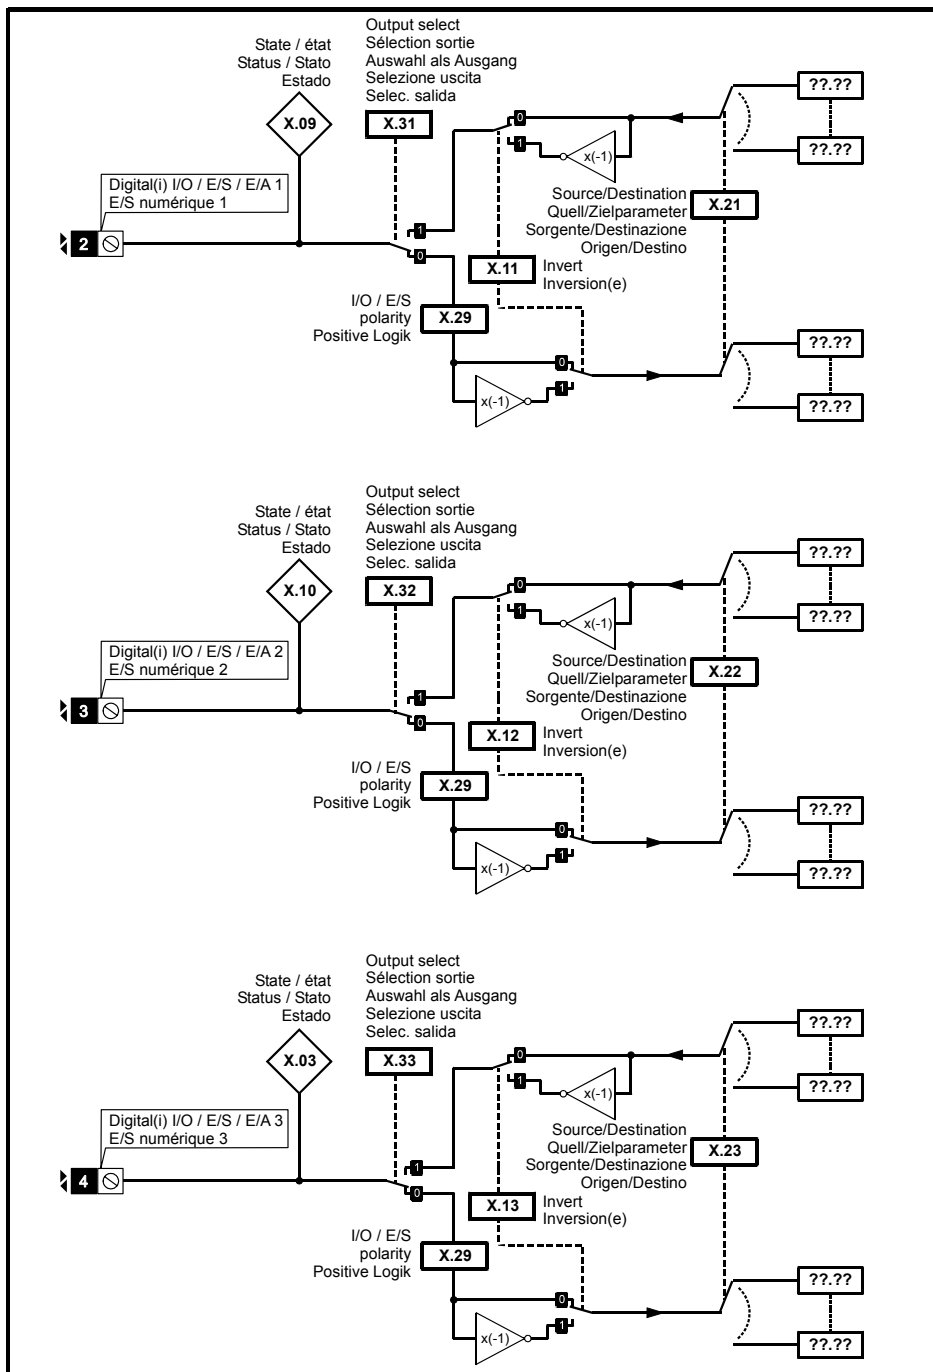 Output select
Sélection sortie
Auswahl als Ausgang
Selezione uscita
Selec. salida
State / état
Status / Stato
Estado
X.09
X.31
0
1
x(-1)
??.??
??.??
Digital(i) I/O / E/S / E/A 1
E/S numérique 1
2
1
0
Source/Destination
Quell/Zielparameter
Sorgente/Destinazione
Origen/Destino
X.21
X.11
Invert
Inversion(e)
I/O / E/S
polarity
Positive Logik
X.29
0
1
x(-1)
??.??
??.??
Output select
Sélection sortie
Auswahl als Ausgang
Selezione uscita
Selec. salida
State / état
Status / Stato
Estado
X.10
X.32
0
1
x(-1)
??.??
??.??
Digital(i) I/O / E/S / E/A 2
E/S numérique 2
3
1
0
Source/Destination
Quell/Zielparameter
Sorgente/Destinazione
Origen/Destino
X.22
X.12
Invert
Inversion(e)
I/O / E/S
polarity
Positive Logik
X.29
0
1
x(-1)
??.??
??.??
Output select
Sélection sortie
Auswahl als Ausgang
Selezione uscita
Selec. salida
State / état
Status / Stato
Estado
X.03
X.33
0
1
x(-1)
??.??
??.??
Digital(i) I/O / E/S / E/A 3
E/S numérique 3
4
1
0
Source/Destination
Quell/Zielparameter
Sorgente/Destinazione
Origen/Destino
X.23
X.13
Invert
Inversion(e)
I/O / E/S
polarity
Positive Logik
X.29
0
1
x(-1)
??.??
??.??